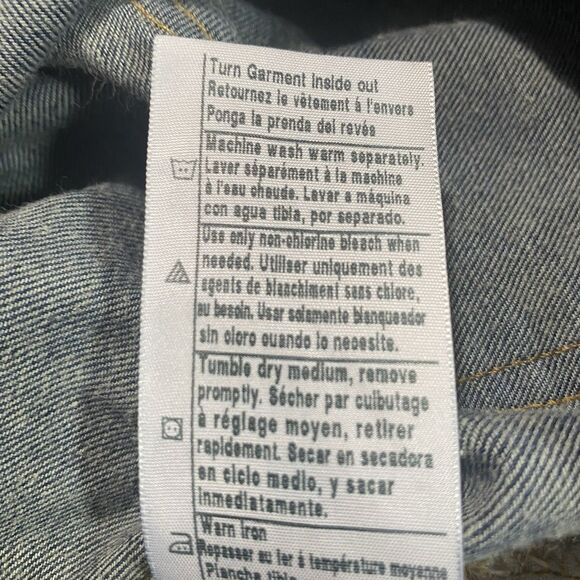 Turn Garment Inside out
Retournez le vêtement à l'envers
Ponga la prenda del revés
Machine wash warm separately.
Laver séparément à la machine
à l'eau chaude. Lavar a máquina
con agua tibia, por separado.
Use only non-chlorine bleach when
needed. Utiliser uniquement des
agents de blanchiment sans chlore,
au besoin. Usar solamente blanqueador
sin cloro cuando lo necesite.
Tumble dry medium, remove
promptly. Sécher par culbutage
à réglage moyen, retirer
rapidement. Secar en secadora
en ciclo medio, y sacar
inmediatamente.
Warn iron
Repasser au fer à température moyenne
Plancha tibia